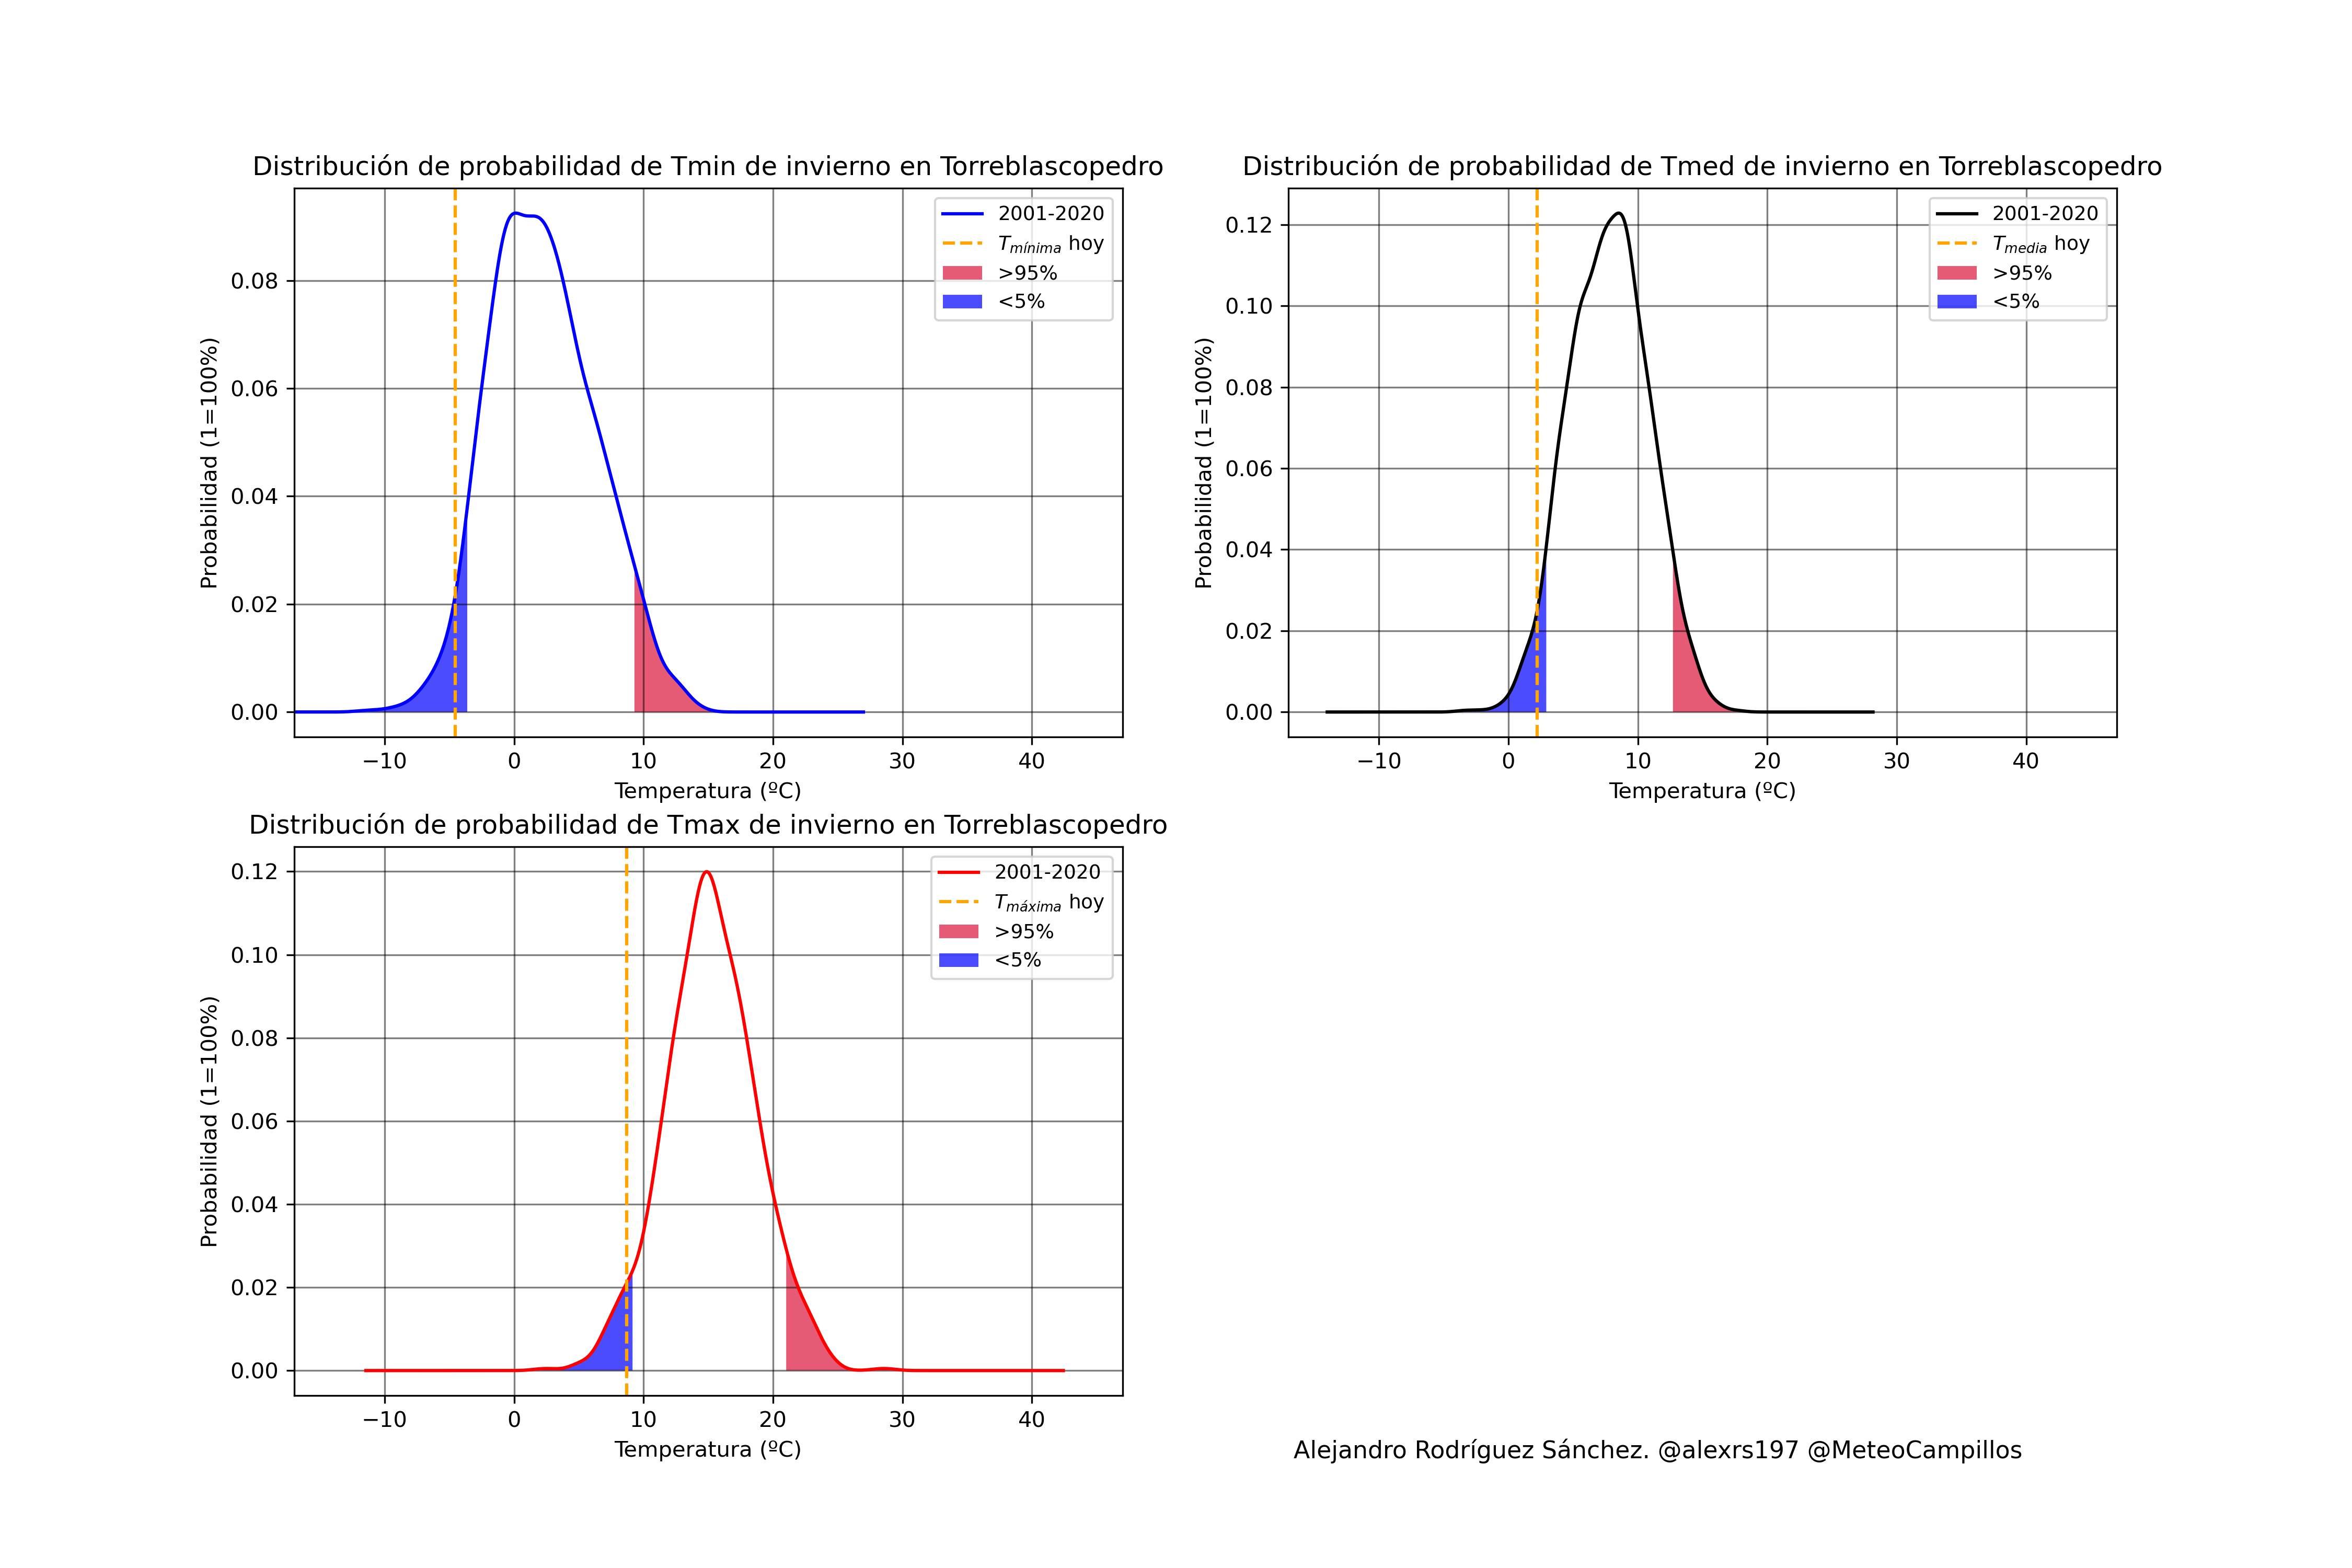 Distribución de probabilidad de Tmin de invierno en Torreblascopedro
2001-2020
Tmínima hoy
>95%
<5%
0.08
0.06
0.04
0.02
0.00
Probabilidad (1=100%)
−10 0 10 20 30 40
Temperatura (ºC)
Distribución de probabilidad de Tmed de invierno en Torreblascopedro
2001-2020
Tmedia hoy
>95%
<5%
0.12
0.10
0.08
0.06
0.04
0.02
0.00
Probabilidad (1=100%)
−10 0 10 20 30 40
Temperatura (ºC)
Distribución de probabilidad de Tmax de invierno en Torreblascopedro
2001-2020
Tmáxima hoy
>95%
<5%
0.12
0.10
0.08
0.06
0.04
0.02
0.00
Probabilidad (1=100%)
−10 0 10 20 30 40
Temperatura (ºC)
Alejandro Rodríguez Sánchez. @alexrs197 @MeteoCampillos